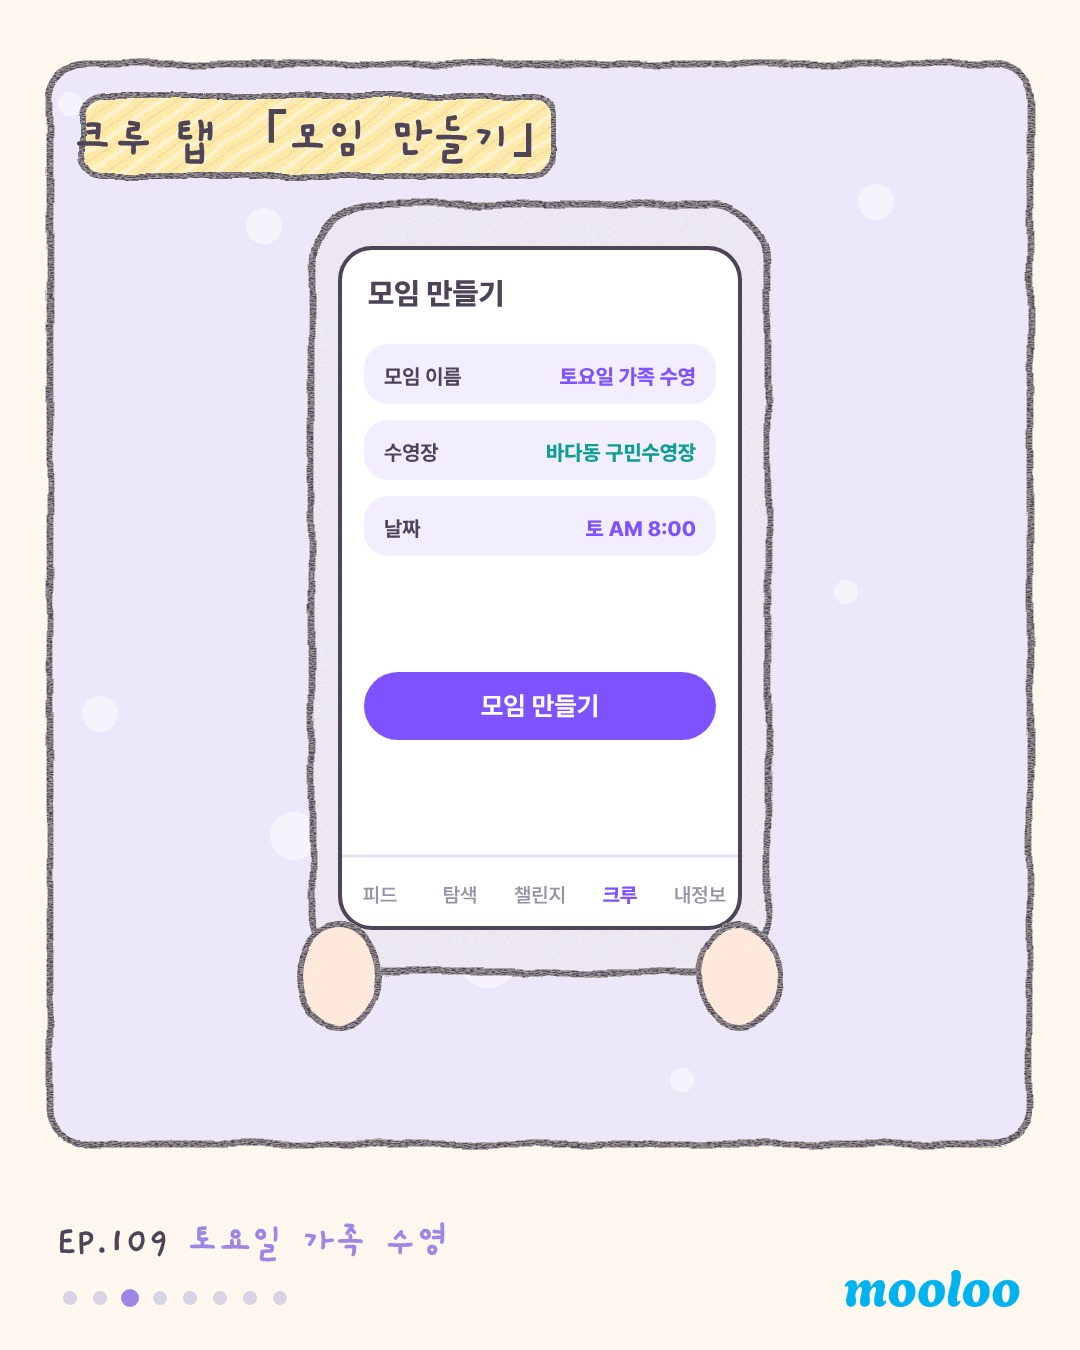 크루 탭 「모임 만들기」
모임 만들기
모임 이름 토요일 가족 수영
수영장 바다동 구민수영장
날짜 토 AM 8:00
모임 만들기
피드 탐색 챌린지 크루 내정보
EP.109 토요일 가족 수영
mooloo